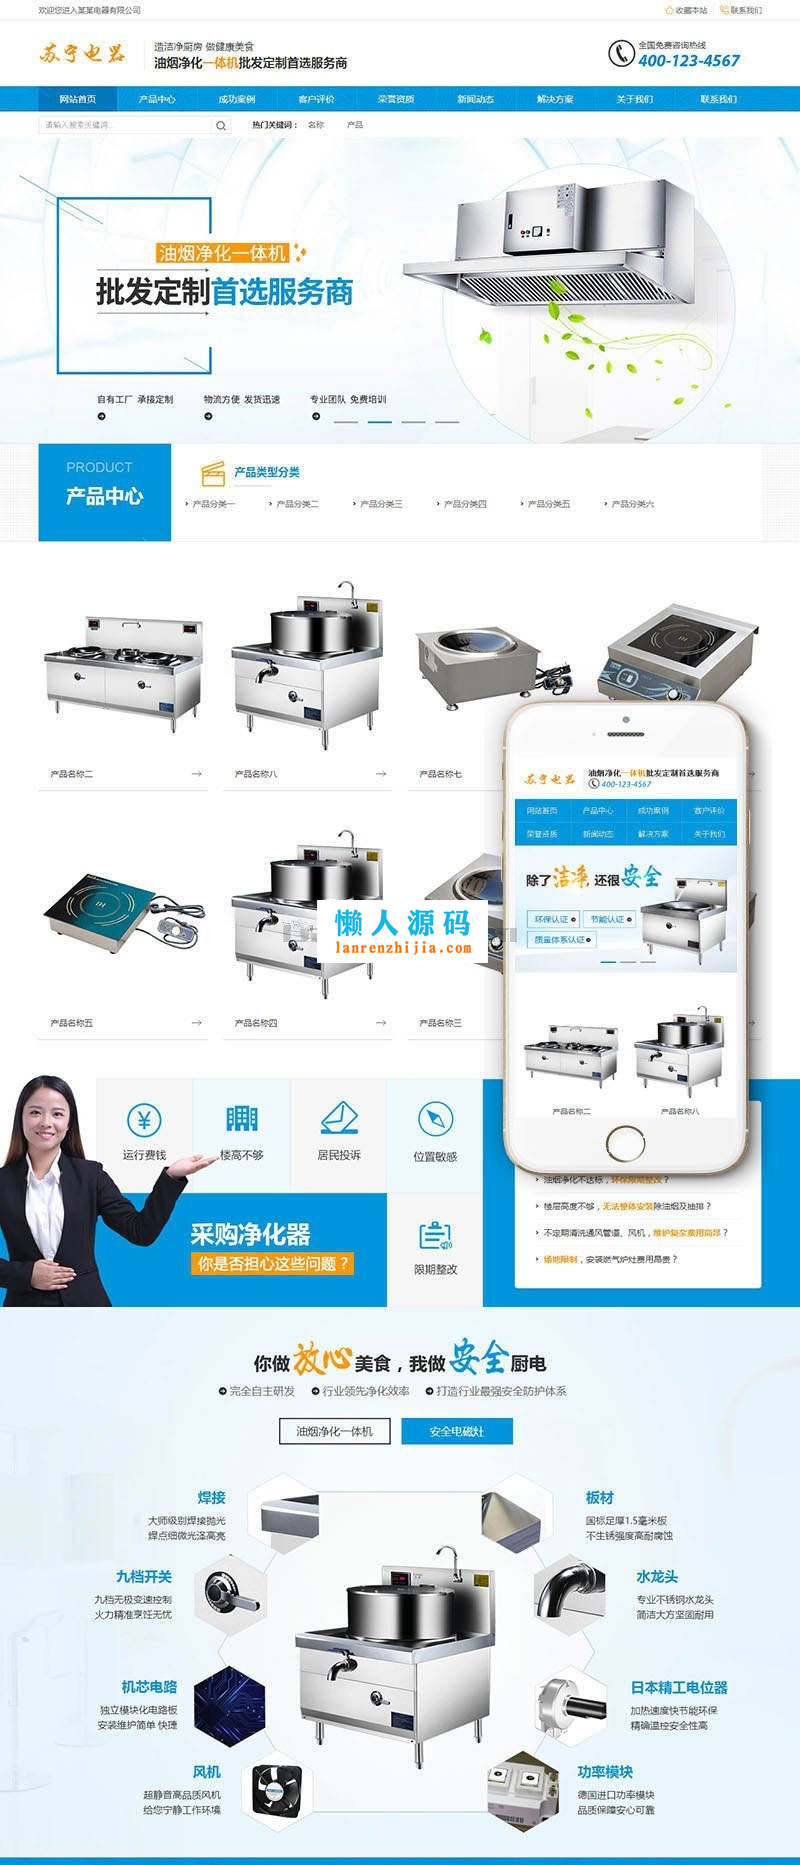 欢迎您进入某某电器有限公司
收藏本站
联系我们
苏宁电器
造洁净厨房 做健康美食
油烟净化一体机批发定制首选服务商
全国免费咨询热线
400-123-4567
网站首页 产品中心 成功案例 客户评价 荣誉资质 新闻动态 解决方案 关于我们 联系我们
请输入搜索关键词...
热门关键词： 名称 产品
油烟净化一体机
批发定制首选服务商
自有工厂 承接定制
物流方便 发货迅速
专业团队 免费培训
PRODUCT
产品中心
产品类型分类
产品分类一 产品分类二 产品分类三 产品分类四 产品分类五 产品分类六
产品名称二
产品名称八
产品名称七
苏宁电器
油烟净化一体机批发定制首选服务商
400-123-4567
网站首页 产品中心 成功案例 客户评价
荣誉资质 新闻动态 解决方案 关于我们
除了洁净 还很安全
环保认证 节能认证
质量体系认证
产品名称二
产品名称八
懒人源码
lanrenzhijia.com
产品名称五
产品名称四
产品名称三
运行费钱
楼高不够
居民投诉
位置敏感
采购净化器
你是否担心这些问题？
限期整改
油烟净化不达标，环保限期整改？
楼层高度不够，无法整体安装除油烟及抽排？
不定期清洗通风管道、风机，维护复杂费用高昂？
场地限制，安装燃气炉灶费用昂贵？
你做放心美食，我做安全厨电
完全自主研发
行业领先净化效率
打造行业最强安全防护体系
油烟净化一体机
安全电磁灶
焊接
大师级别焊接抛光
焊点细微光泽高亮
板材
国标足厚1.5毫米板
不生锈强度高耐腐蚀
九档开关
九档无极变速控制
火力精准烹饪无忧
水龙头
专业不锈钢水龙头
简洁大方坚固耐用
机芯电路
独立模块化电路板
安装维护简单 快捷
日本精工电位器
加热速度快节能环保
精确温控安全性高
风机
超静音高品质风机
给您宁静工作环境
功率模块
德国进口功率模块
品质保障安心可靠